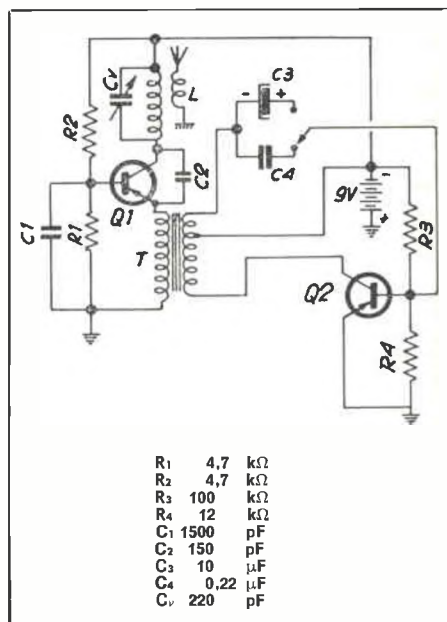 Cv
L
C3
- +
R2
C4
C2
C1
R1
Q1
T
9V
-
+
R3
Q2
R4
R1 4,7 kΩ
R2 4,7 kΩ
R3 100 kΩ
R4 12 kΩ
C1 1500 pF
C2 150 pF
C3 10 μF
C4 0,22 μF
Cv 220 pF